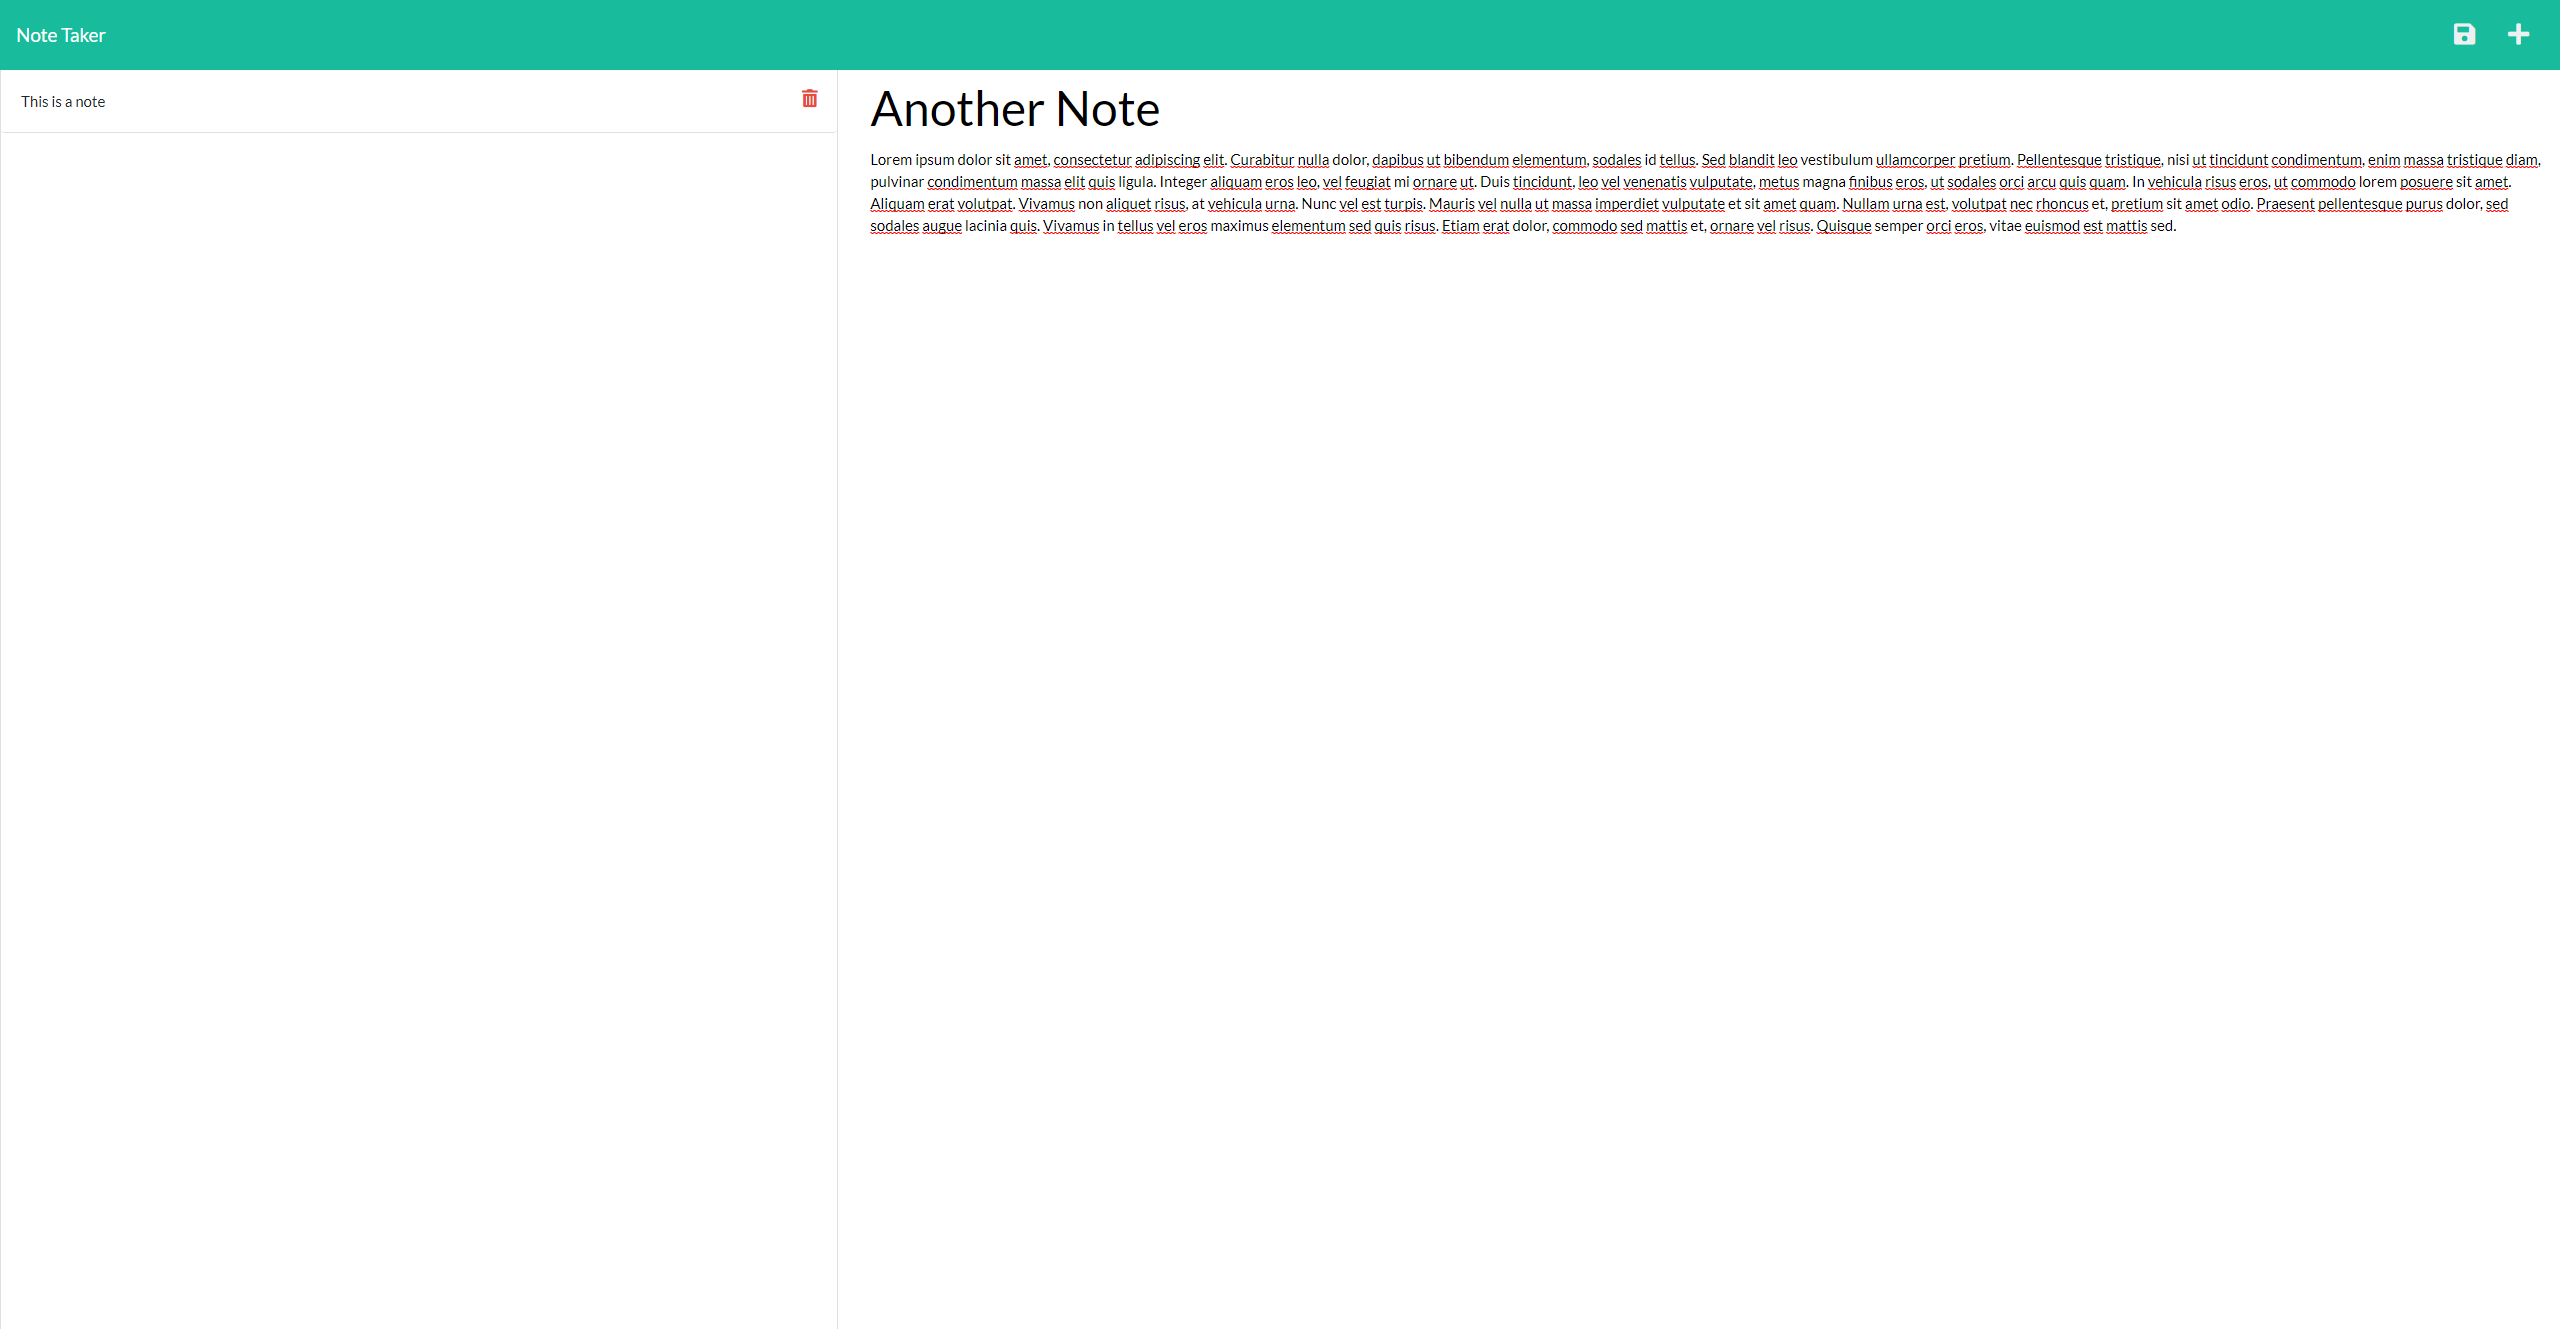 Note Taker
This is a note
Another Note
Lorem ipsum dolor sit amet, consectetur adipiscing elit. Curabitur nulla dolor, dapibus ut bibendum elementum, sodales id tellus. Sed blandit leo vestibulum ullamcorper pretium. Pellentesque tristique, nisi ut tincidunt condimentum, enim massa tristique diam,
pulvinar condimentum massa elit quis ligula. Integer aliquam eros leo, vel feugiat mi ornare ut. Duis tincidunt, leo vel venenatis vulputate, metus magna finibus eros, ut sodales orci arcu quis quam. In vehicula risus eros, ut commodo lorem posuere sit amet.
Aliquam erat volutpat. Vivamus non aliquet risus, at vehicula urna. Nunc vel est turpis. Mauris vel nulla ut massa imperdiet vulputate et sit amet quam. Nullam urna est, volutpat nec rhoncus et, pretium sit amet odio. Praesent pellentesque purus dolor, sed
sodales augue lacinia quis. Vivamus in tellus vel eros maximus elementum sed quis risus. Etiam erat dolor, commodo sed mattis et, ornare vel risus. Quisque semper orci eros, vitae euismod est mattis sed.